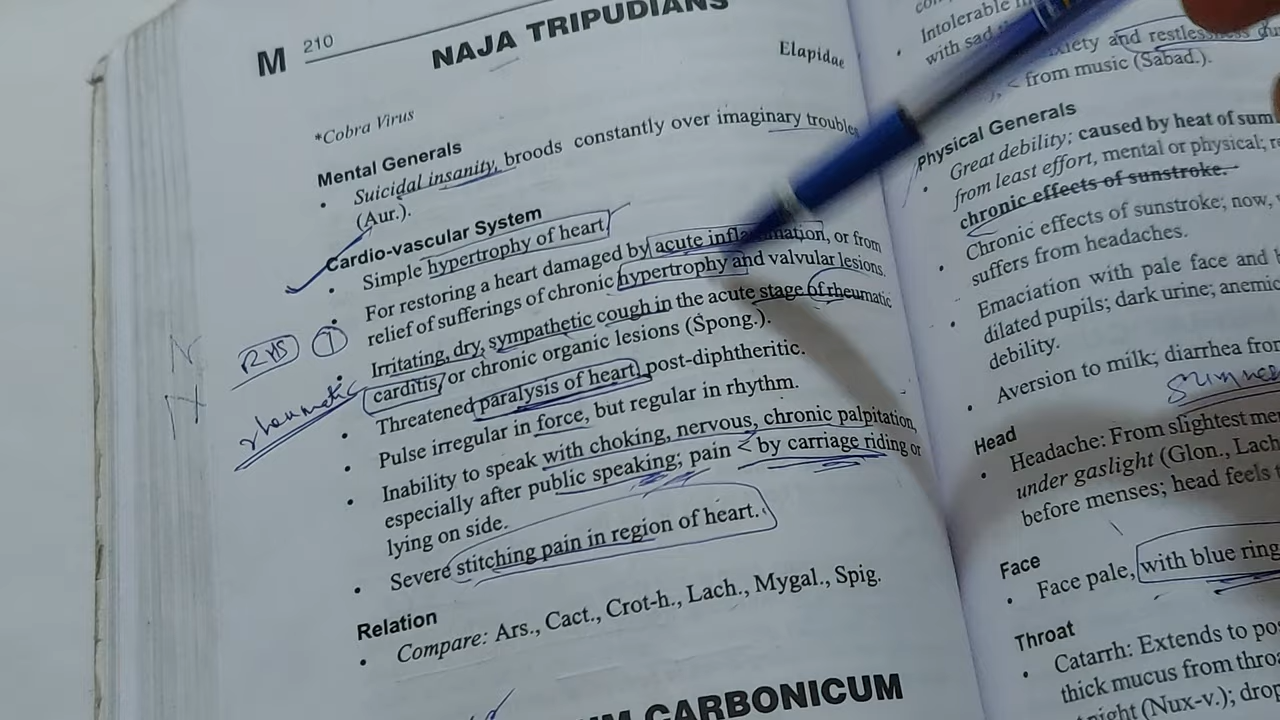 M 210
NAJA TRIPUDIANS
Elapidae
*Cobra Virus
Mental Generals
• Suicidal insanity, broods constantly over imaginary troubles
(Aur.).
Cardio-vascular System
• Simple hypertrophy of heart
• For restoring a heart damaged by acute inflammation, or from
relief of sufferings of chronic hypertrophy and valvular lesions.
• Irritating, dry, sympathetic cough in the acute stage of rheumatic
carditis, or chronic organic lesions (Spong.).
• Threatened paralysis of heart, post-diphtheritic.
• Pulse irregular in force, but regular in rhythm.
• Inability to speak with choking, nervous, chronic palpitation,
especially after public speaking; pain < by carriage riding or
lying on side.
• Severe stitching pain in region of heart.
Relation
• Compare: Ars., Cact., Crot-h., Lach., Mygal., Spig.
CARBONICUM
RHS 1
rheumatic
• Intolerable
with sad
and restlessness
< from music (Sabad.).
Physical Generals
• Great debility; caused by heat of sum
from least effort, mental or physical;
chronic effects of sunstroke.
• Chronic effects of sunstroke; now,
suffers from headaches.
• Emaciation with pale face and
dilated pupils; dark urine; anemic
debility.
• Aversion to milk; diarrhea from
Head
• Headache: From slightest me
under gaslight (Glon., Lach
before menses; head feels
Face
• Face pale, with blue ring
Throat
• Catarrh: Extends to pos
thick mucus from throa
night (Nux-v.); drop